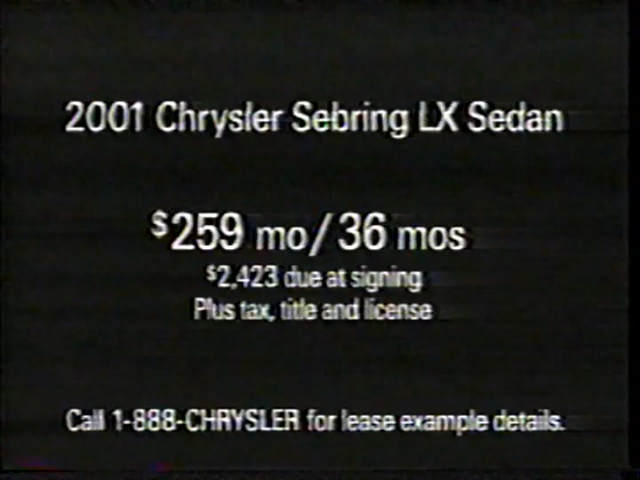 2001 Chrysler Sebring LX Sedan
$259 mo/36 mos
$2,423 due at signing
Plus tax, title and license
Call 1-888-CHRYSLER for lease example details.